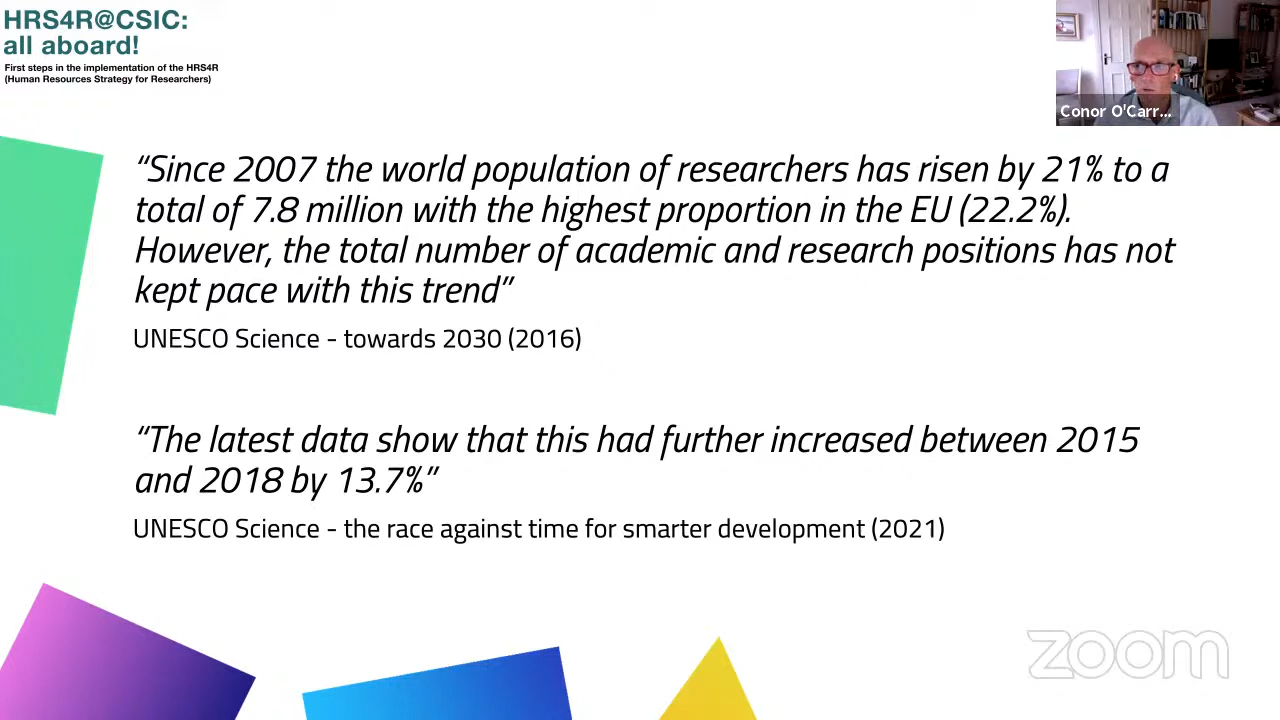 HRS4R@CSIC:
all aboard!
First steps in the implementation of the HRS4R
(Human Resources Strategy for Researchers)
Conor O'Carr...
“Since 2007 the world population of researchers has risen by 21% to a
total of 7.8 million with the highest proportion in the EU (22.2%).
However, the total number of academic and research positions has not
kept pace with this trend”
UNESCO Science - towards 2030 (2016)
“The latest data show that this had further increased between 2015
and 2018 by 13.7%”
UNESCO Science - the race against time for smarter development (2021)
zoom